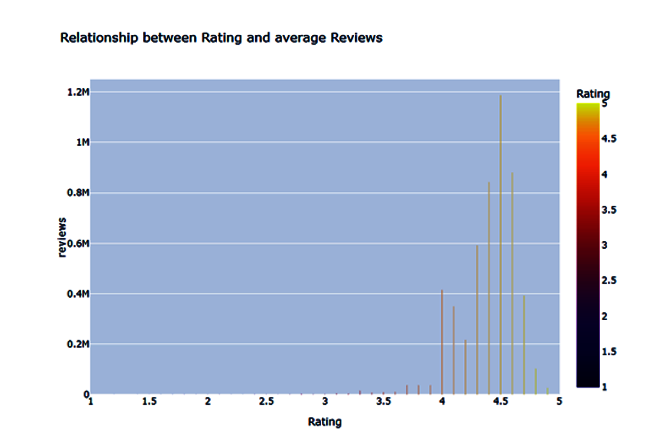 Relationship between Rating and average Reviews
Rating
1.2M
1M
0.8M
0.6M
0.4M
0.2M
0
reviews
1 1.5 2 2.5 3 3.5 4 4.5 5
Rating
5
4.5
4
3.5
3
2.5
2
1.5
1